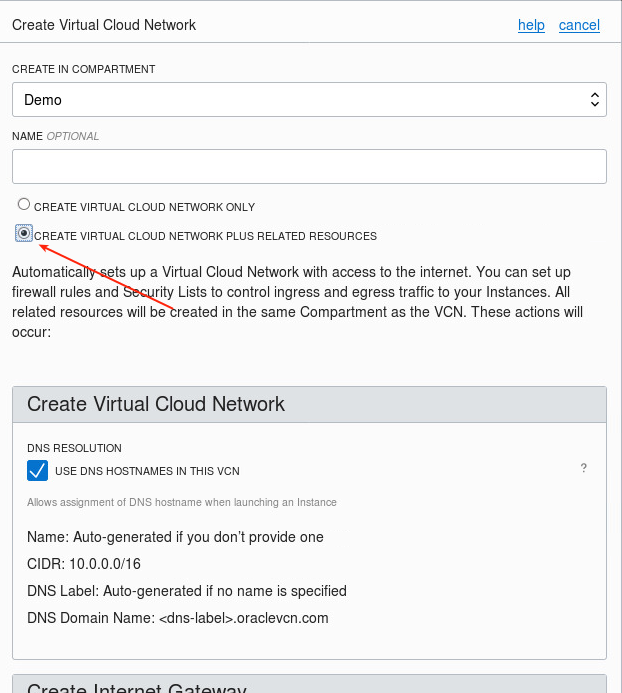 Create Virtual Cloud Network help cancel
CREATE IN COMPARTMENT
Demo
NAME OPTIONAL
CREATE VIRTUAL CLOUD NETWORK ONLY
CREATE VIRTUAL CLOUD NETWORK PLUS RELATED RESOURCES
Automatically sets up a Virtual Cloud Network with access to the internet. You can set up
firewall rules and Security Lists to control ingress and egress traffic to your Instances. All
related resources will be created in the same Compartment as the VCN. These actions will
occur:
Create Virtual Cloud Network
DNS RESOLUTION
USE DNS HOSTNAMES IN THIS VCN ?
Allows assignment of DNS hostname when launching an Instance
Name: Auto-generated if you don’t provide one
CIDR: 10.0.0.0/16
DNS Label: Auto-generated if no name is specified
DNS Domain Name: <dns-label>.oraclevcn.com
Create Internet Gateway